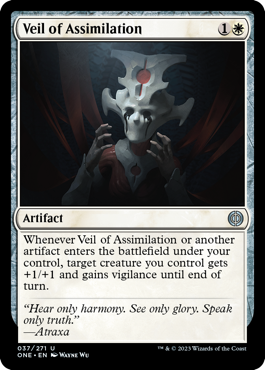 Veil of Assimilation 1
Artifact
Whenever Veil of Assimilation or another
artifact enters the battlefield under your
control, target creature you control gets
+1/+1 and gains vigilance until end of
turn.
“Hear only harmony. See only glory. Speak
only truth.”
—Atraxa
037/271 U
ONE • EN WAYNE WU
™ & © 2023 Wizards of the Coast